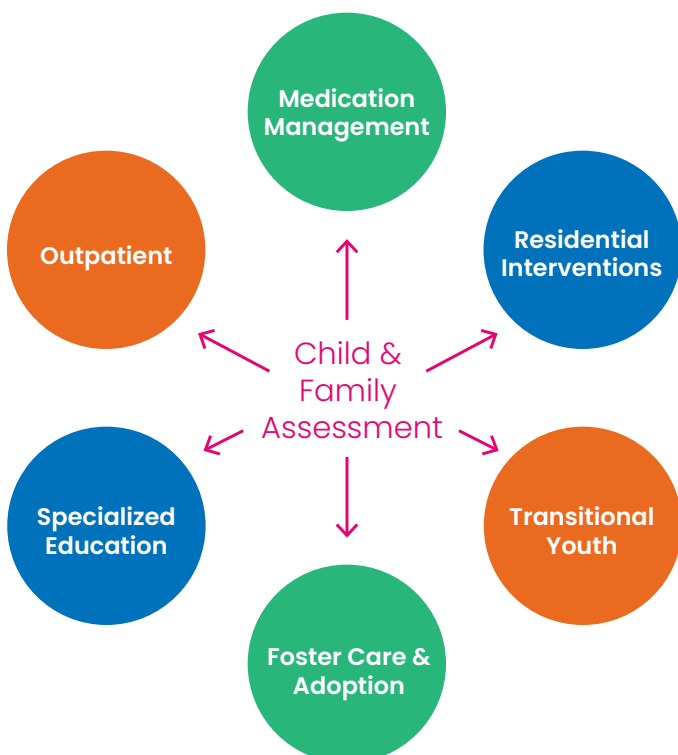 Medication
Management
Outpatient
Residential
Interventions
Child &
Family
Assessment
Specialized
Education
Transitional
Youth
Foster Care &
Adoption